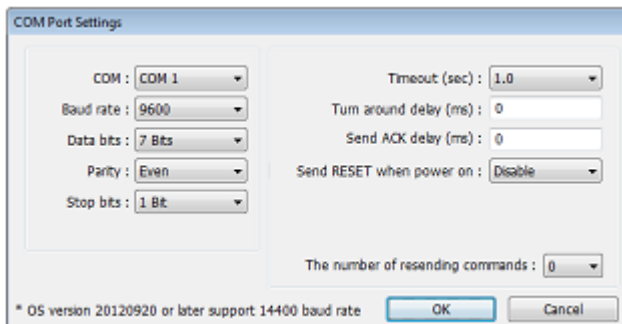 COM Port Settings
COM : COM 1
Baud rate : 9600
Data bits : 7 Bits
Parity : Even
Stop bits : 1 Bit
Timeout (sec) : 1.0
Turn around delay (ms) : 0
Send ACK delay (ms) : 0
Send RESET when power on : Disable
The number of resending commands : 0
* OS version 20120920 or later support 14400 baud rate
OK
Cancel